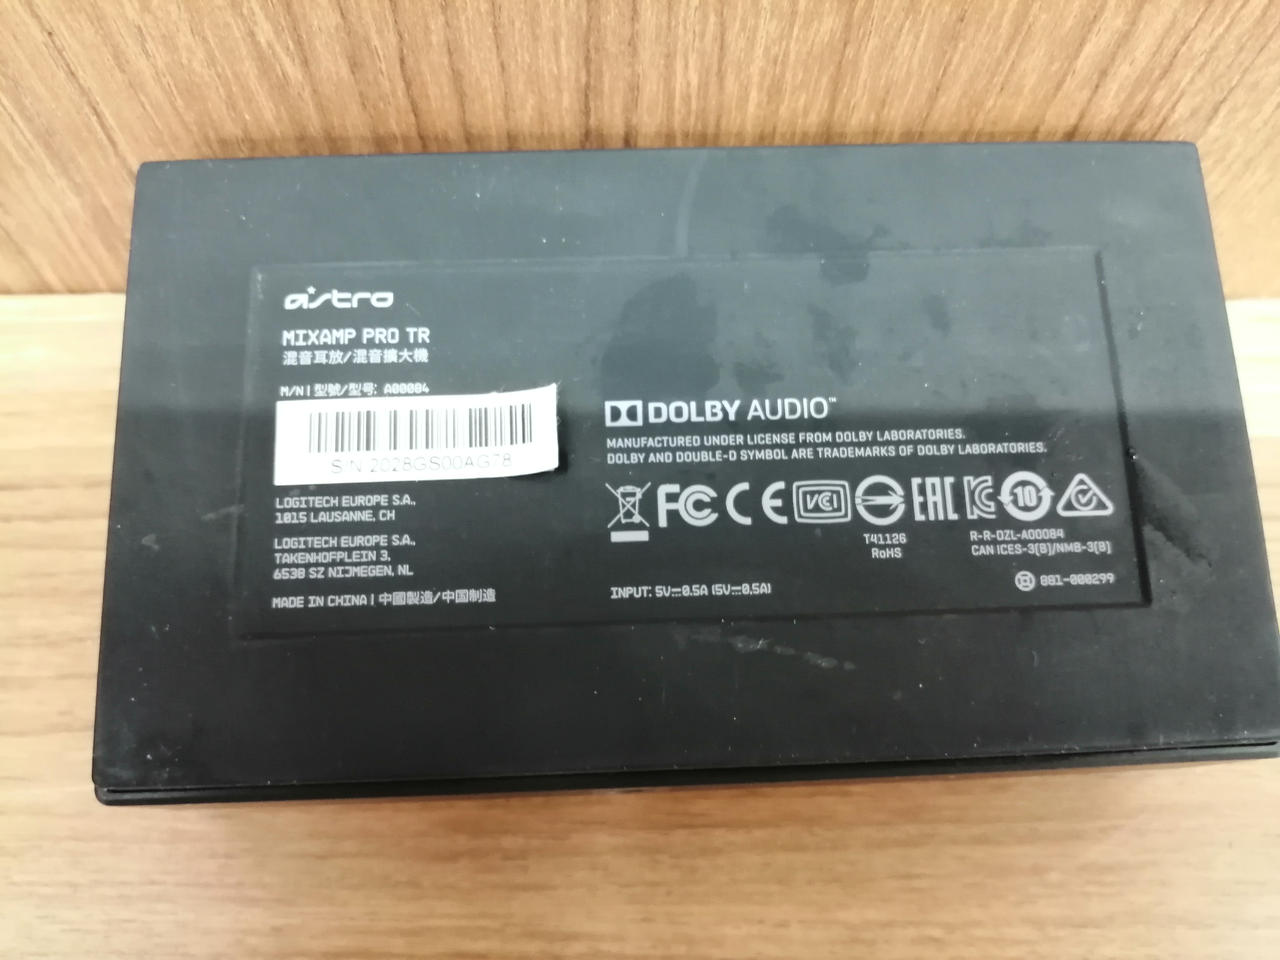 astro
MIXAMP PRO TR
混音耳放/混音擴大機
M/N | 型號/型号: A00084
S/N 2028GS00AG78
LOGITECH EUROPE S.A.,
1015 LAUSANNE, CH
LOGITECH EUROPE S.A.,
TAKENHOFPLEIN 3,
6538 SZ NIJMEGEN, NL
MADE IN CHINA | 中國製造/中国制造
DOLBY AUDIO™
MANUFACTURED UNDER LICENSE FROM DOLBY LABORATORIES.
DOLBY AND DOUBLE-D SYMBOL ARE TRADEMARKS OF DOLBY LABORATORIES.
FC CE VCI EAC KC 10
T41126
RoHS
R-R-DZL-A00084
CAN ICES-3(B)/NMB-3(B)
INPUT: 5V⎓0.5A (5V⎓0,5A)
881-000299